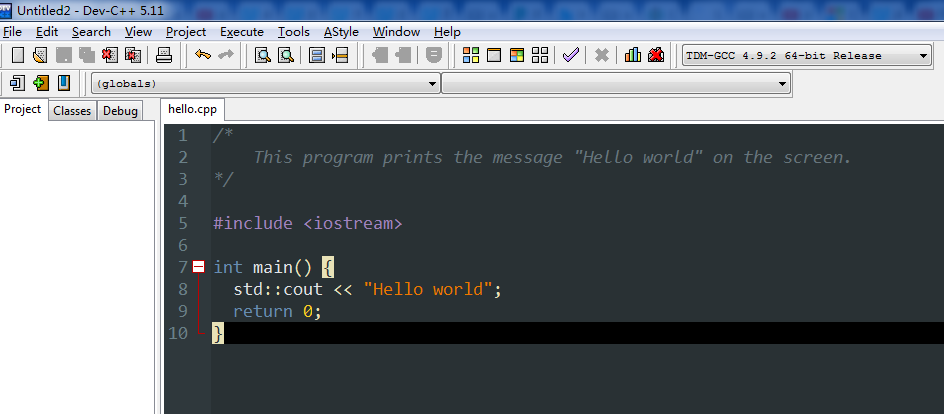 DEV
Untitled2 - Dev-C++ 5.11
File Edit Search View Project Execute Tools AStyle Window Help
TDM-GCC 4.9.2 64-bit Release
(globals)
Project Classes Debug
hello.cpp
1 /*
2 This program prints the message "Hello world" on the screen.
3 */
4
5 #include <iostream>
6
7 int main() {
8 std::cout << "Hello world";
9 return 0;
10 }